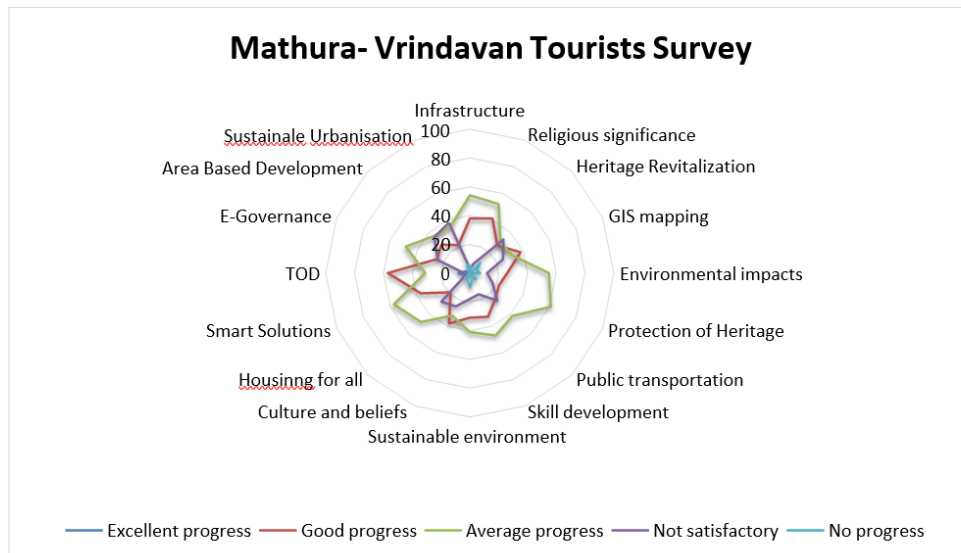 Mathura- Vrindavan Tourists Survey
Infrastructure
Sustainale Urbanisation
100
Religious significance
Area Based Development
80
Heritage Revitalization
60
E-Governance
40
GIS mapping
20
TOD
0
Environmental impacts
Smart Solutions
Protection of Heritage
Housinng for all
Public transportation
Culture and beliefs
Skill development
Sustainable environment
Excellent progress
Good progress
Average progress
Not satisfactory
No progress